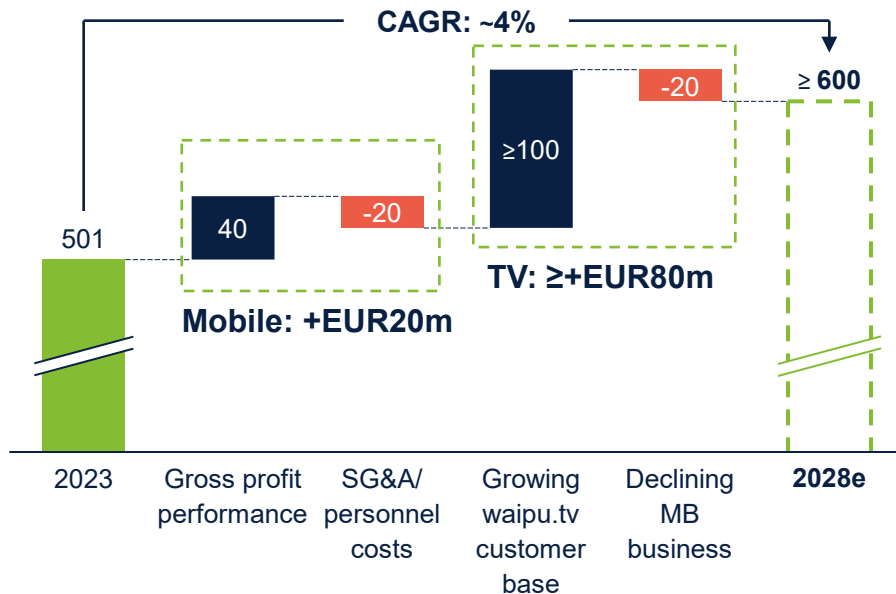 CAGR: ~4%
≥ 600
≥100
-20
501
40
-20
TV: ≥+EUR80m
Mobile: +EUR20m
2023
Gross profit
performance
SG&A/
personnel
costs
Growing
waipu.tv
customer
base
Declining
MB
business
2028e